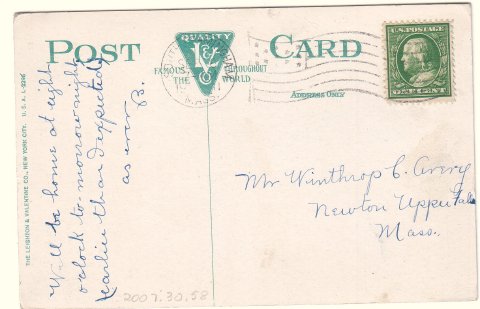 POST CARD
QUALITY
FAMOUS THROUGHOUT
THE WORLD
ADDRESS ONLY
U.S. POSTAGE
ONE CENT
THE LEIGHTON & VALENTINE CO., NEW YORK CITY. U. S. A.
Will be home at eight
o'clock to-morrow night
earlier than I expected,
as ever B.
Mr Winthrop C. Avery
Newton Upper Falls
Mass.
2007.30.58